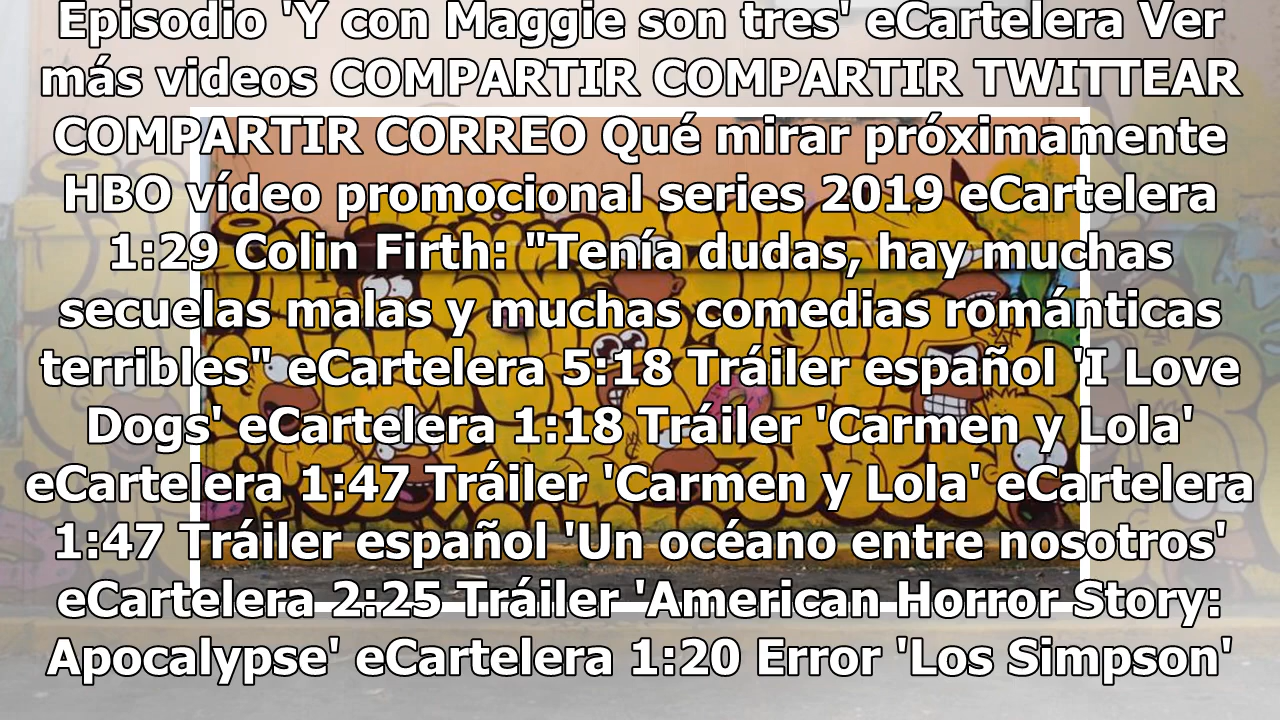 Episodio 'Y con Maggie son tres' eCartelera Ver
más videos COMPARTIR COMPARTIR TWITTEAR
COMPARTIR CORREO Qué mirar próximamente
HBO vídeo promocional series 2019 eCartelera
1:29 Colin Firth: "Tenía dudas, hay muchas
secuelas malas y muchas comedias románticas
terribles" eCartelera 5:18 Tráiler español 'I Love
Dogs' eCartelera 1:18 Tráiler 'Carmen y Lola'
eCartelera 1:47 Tráiler 'Carmen y Lola' eCartelera
1:47 Tráiler español 'Un océano entre nosotros'
eCartelera 2:25 Tráiler 'American Horror Story:
Apocalypse' eCartelera 1:20 Error 'Los Simpson'